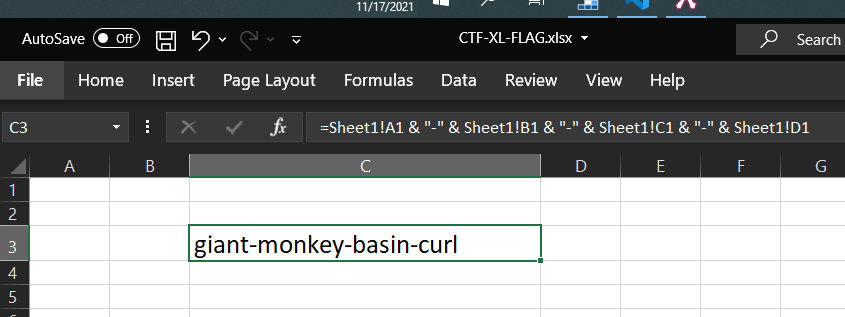 11/17/2021
AutoSave Off CTF-XL-FLAG.xlsx Search
File Home Insert Page Layout Formulas Data Review View Help
C3 fx =Sheet1!A1 & "-" & Sheet1!B1 & "-" & Sheet1!C1 & "-" & Sheet1!D1
A B C D E F G
1
2
3 giant-monkey-basin-curl
4
5